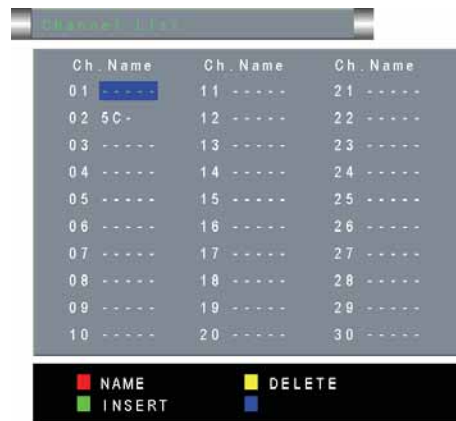 Channel List
Ch.Name Ch.Name Ch.Name
01 ----- 11 ----- 21 -----
02 5C- 12 ----- 22 -----
03 ----- 13 ----- 23 -----
04 ----- 14 ----- 24 -----
05 ----- 15 ----- 25 -----
06 ----- 16 ----- 26 -----
07 ----- 17 ----- 27 -----
08 ----- 18 ----- 28 -----
09 ----- 19 ----- 29 -----
10 ----- 20 ----- 30 -----
NAME DELETE
INSERT